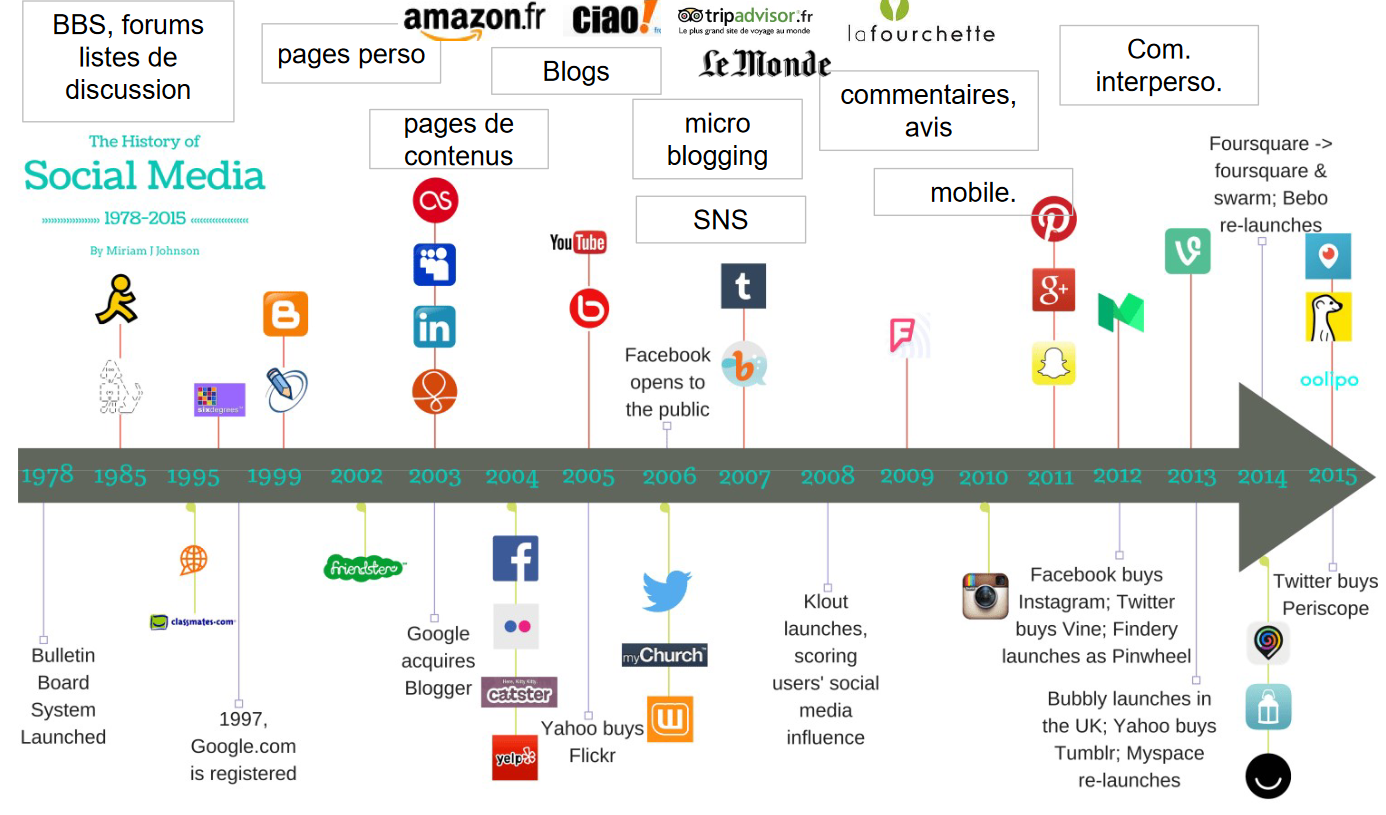 BBS, forums
listes de
discussion
pages perso
amazon.fr
ciao!
tripadvisor.fr
Le plus grand site de voyage au monde
lafourchette
Le Monde
Blogs
Com.
interperso.
pages de
contenus
micro
blogging
commentaires,
avis
mobile.
SNS
The History of
Social Media
1978-2015
By Miriam J Johnson
YouTube
Foursquare ->
foursquare &
swarm; Bebo
re-launches
Facebook
opens to
the public
sixdegrees
in
t
b
g+
oolipo
1978 1985 1995 1999 2002 2003 2004 2005 2006 2007 2008 2009 2010 2011 2012 2013 2014 2015
Bulletin
Board
System
Launched
classmates.com
1997,
Google.com
is registered
friendster
Google
acquires
Blogger
f
Here, Kitty Kitty
catster
yelp
Yahoo buys
Flickr
myChurch
Klout
launches,
scoring
users' social
media
influence
Facebook buys
Instagram; Twitter
buys Vine; Findery
launches as Pinwheel
Bubbly launches in
the UK; Yahoo buys
Tumblr; Myspace
re-launches
Twitter buys
Periscope